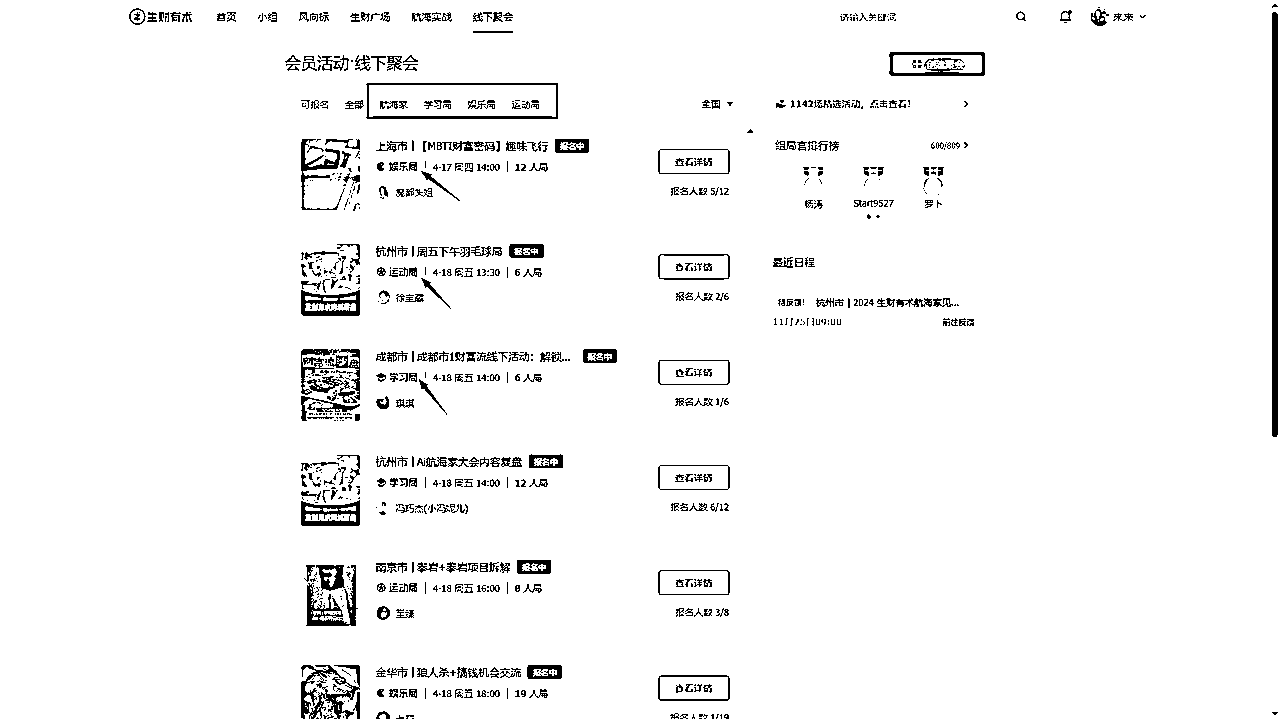 生财有术 首页 小组 风向标 生财广场 航海实战 线下聚会 请输入关键词 来来
会员活动·线下聚会
可报名 全部 航海家 学习局 娱乐局 运动局 全国
1142场精选活动，点击查看！
上海市 | 【MBTI财富密码】趣味飞行 报名中
娱乐局 | 4-17 周四 14:00 | 12 人局
查看详情
报名人数 5/12
组局官排行榜 600/809
杨涛 Start9527 罗卜
杭州市 | 周五下午羽毛球局 报名中
运动局 | 4-18 周五 13:30 | 6 人局
查看详情
报名人数 2/6
最近日程
待反馈! 杭州市 | 2024 生财有术航海家见...
11月25日09:00 前往反馈
成都市 | 成都市1财富流线下活动：解锁... 报名中
学习局 | 4-18 周五 14:00 | 6 人局
琪琪
查看详情
报名人数 1/6
杭州市 | Ai航海家大会内容复盘 报名中
学习局 | 4-18 周五 14:00 | 12 人局
冯巧杰(小冯妮儿)
查看详情
报名人数 6/12
南京市 | 攀岩+攀岩项目拆解 报名中
运动局 | 4-18 周五 16:00 | 8 人局
查看详情
报名人数 3/8
金华市 | 狼人杀+搞钱机会交流 报名中
娱乐局 | 4-18 周五 18:00 | 19 人局
查看详情
报名人数 1/19